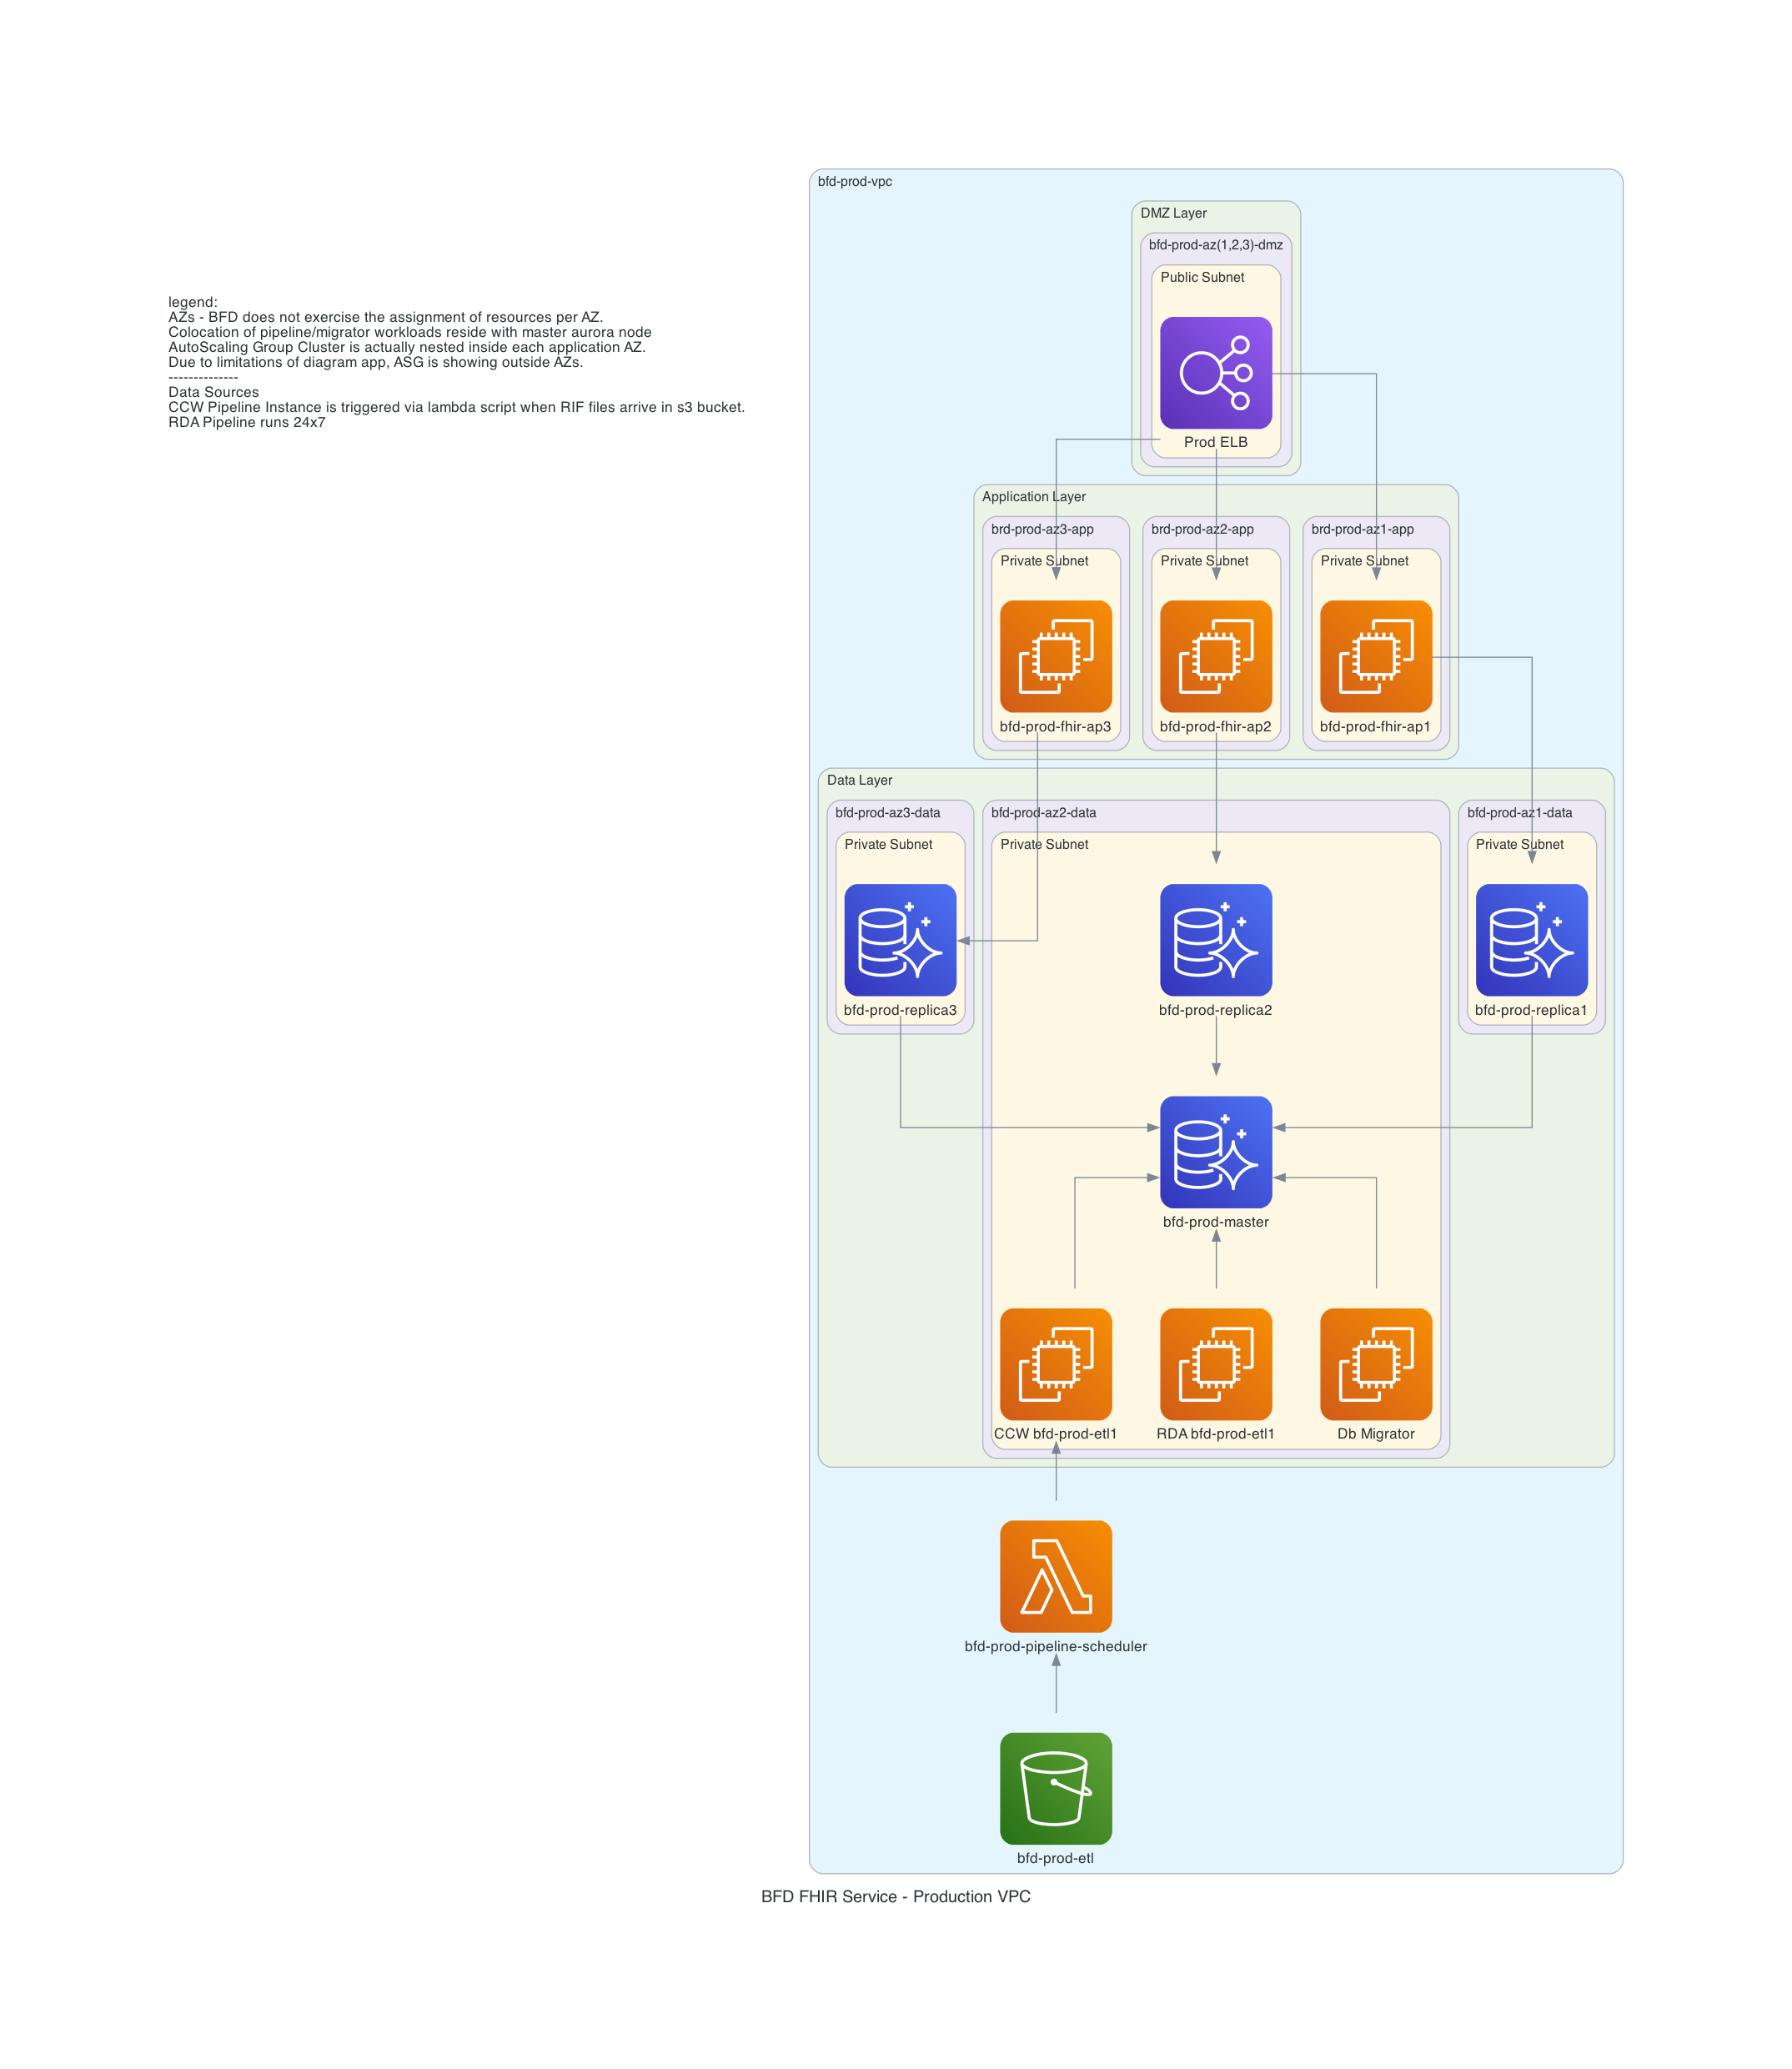 legend:
AZs - BFD does not exercise the assignment of resources per AZ.
Colocation of pipeline/migrator workloads reside with master aurora node
AutoScaling Group Cluster is actually nested inside each application AZ.
Due to limitations of diagram app, ASG is showing outside AZs.
--------------
Data Sources
CCW Pipeline Instance is triggered via lambda script when RIF files arrive in s3 bucket.
RDA Pipeline runs 24x7
bfd-prod-vpc
DMZ Layer
bfd-prod-az(1,2,3)-dmz
Public Subnet
Prod ELB
Application Layer
brd-prod-az3-app
brd-prod-az2-app
brd-prod-az1-app
Private Subnet
Private Subnet
Private Subnet
bfd-prod-fhir-ap3
bfd-prod-fhir-ap2
bfd-prod-fhir-ap1
Data Layer
bfd-prod-az3-data
bfd-prod-az2-data
bfd-prod-az1-data
Private Subnet
Private Subnet
Private Subnet
bfd-prod-replica3
bfd-prod-replica2
bfd-prod-replica1
bfd-prod-master
CCW bfd-prod-etl1
RDA bfd-prod-etl1
Db Migrator
bfd-prod-pipeline-scheduler
bfd-prod-etl
BFD FHIR Service - Production VPC